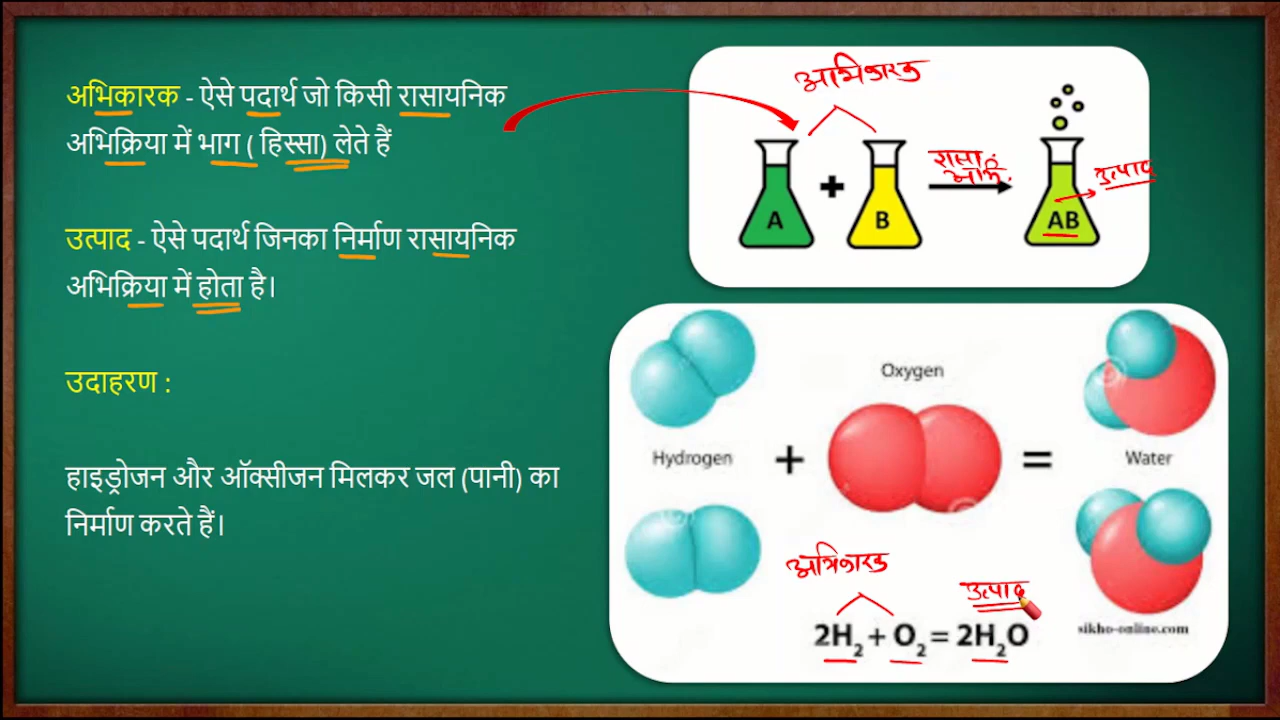 अभिकारक - ऐसे पदार्थ जो किसी रासायनिक
अभिक्रिया में भाग ( हिस्सा) लेते हैं
उत्पाद - ऐसे पदार्थ जिनका निर्माण रासायनिक
अभिक्रिया में होता है।
उदाहरण :
हाइड्रोजन और ऑक्सीजन मिलकर जल (पानी) का
निर्माण करते हैं।
अभिकारक
A + B
रासा.
अभि.
AB
उत्पाद
Hydrogen
+
Oxygen
=
Water
अभिकारक
उत्पाद
2H₂ + O₂ = 2H₂O
sikho-online.com